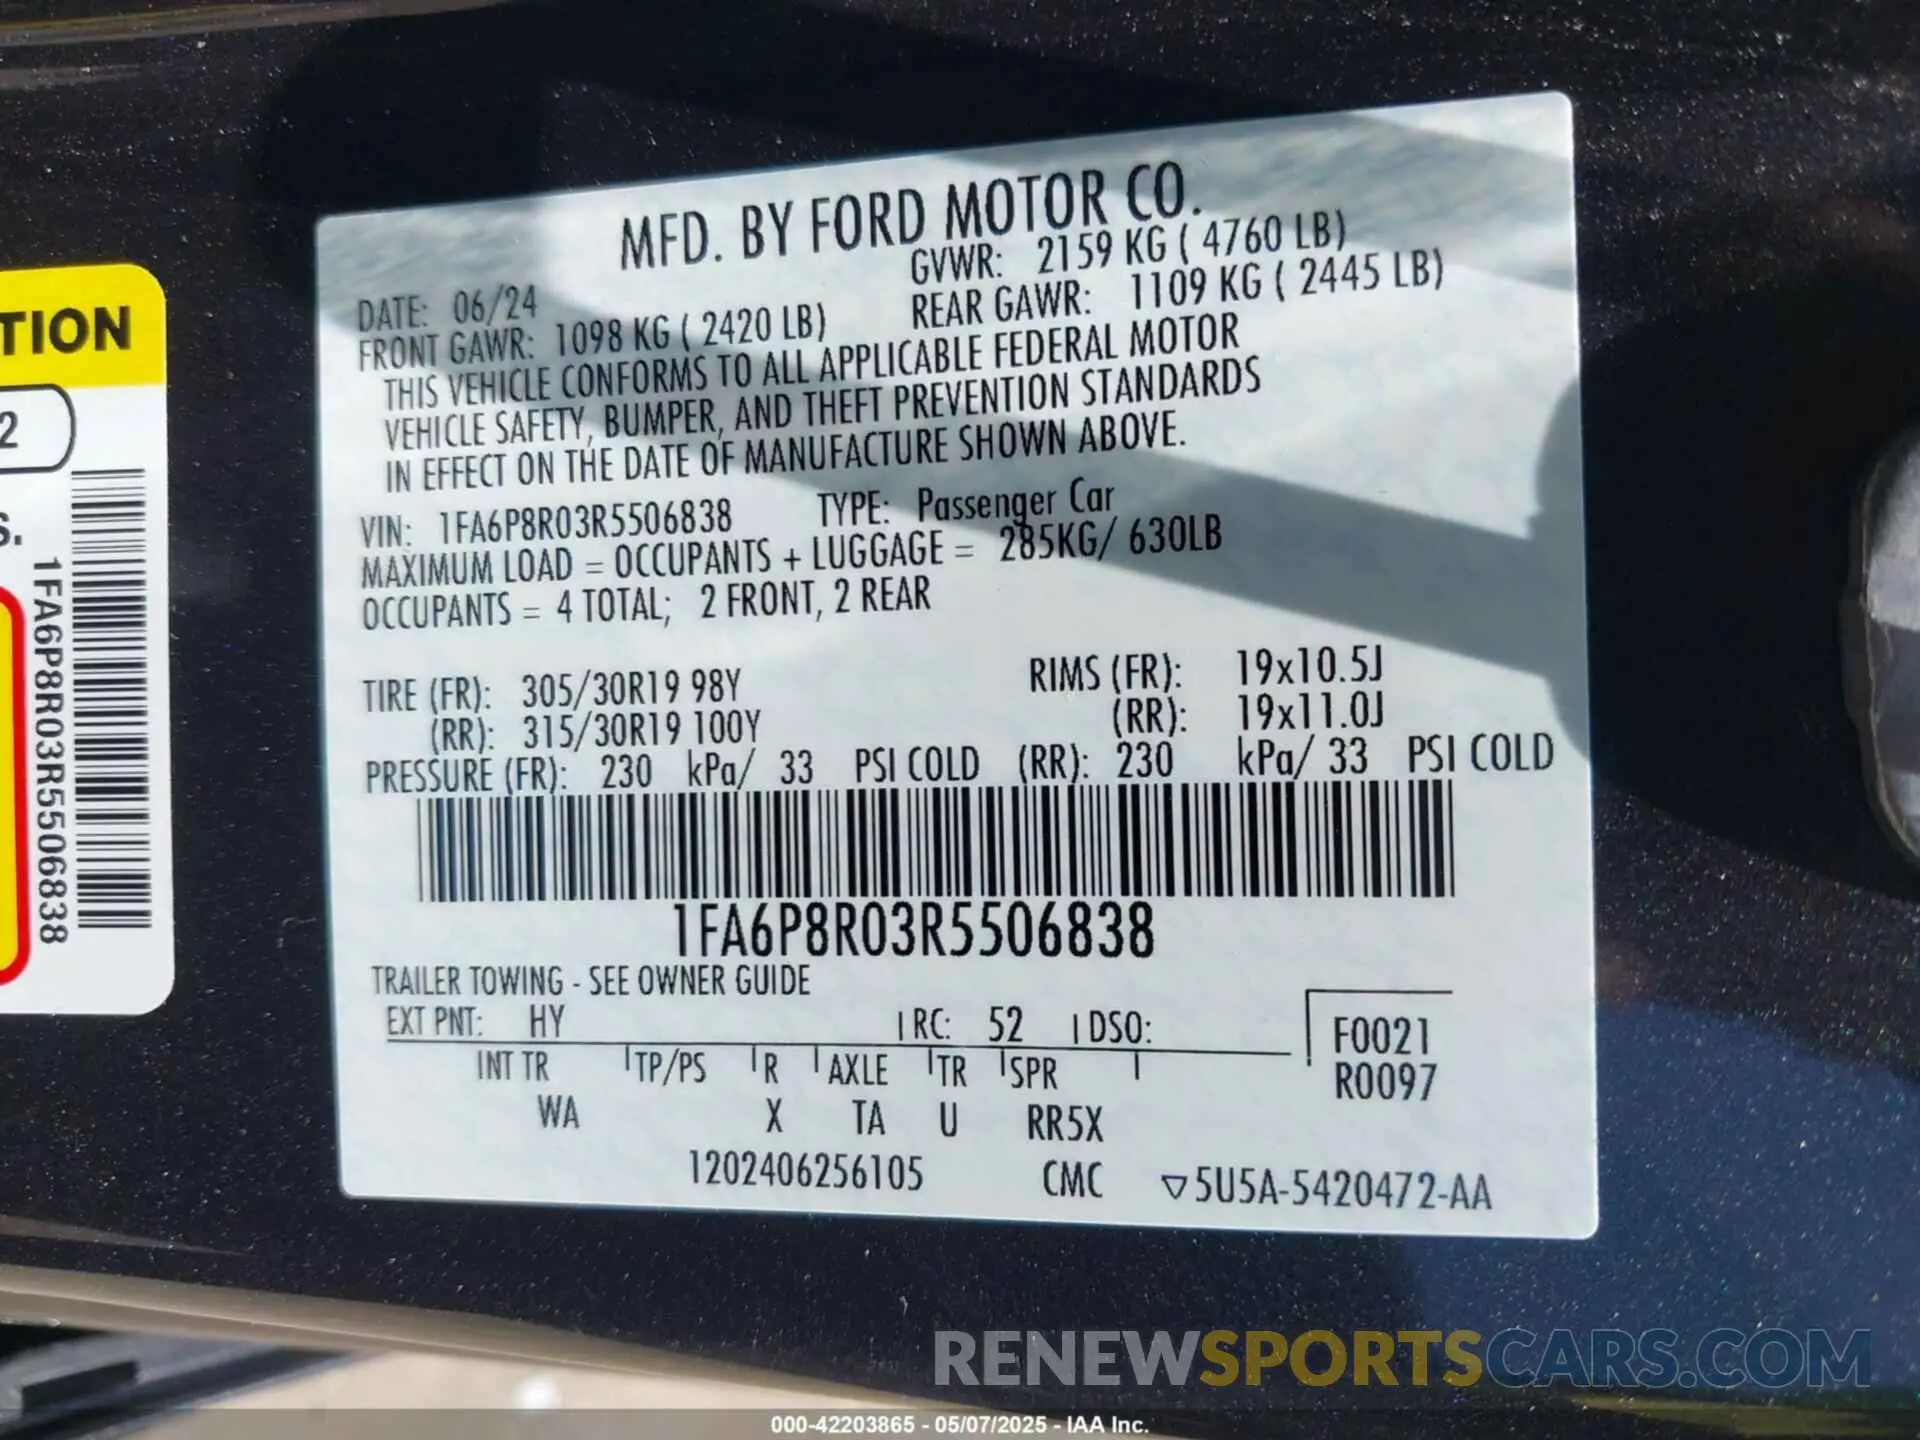 MFD. BY FORD MOTOR CO.
DATE: 06/24 GVWR: 2159 KG ( 4760 LB)
FRONT GAWR: 1098 KG ( 2420 LB) REAR GAWR: 1109 KG ( 2445 LB)
THIS VEHICLE CONFORMS TO ALL APPLICABLE FEDERAL MOTOR
VEHICLE SAFETY, BUMPER, AND THEFT PREVENTION STANDARDS
IN EFFECT ON THE DATE OF MANUFACTURE SHOWN ABOVE.
VIN: 1FA6P8R03R5506838 TYPE: Passenger Car
MAXIMUM LOAD = OCCUPANTS + LUGGAGE = 285KG/ 630LB
OCCUPANTS = 4 TOTAL; 2 FRONT, 2 REAR
TIRE (FR): 305/30R19 98Y RIMS (FR): 19x10.5J
(RR): 315/30R19 100Y (RR): 19x11.0J
PRESSURE (FR): 230 kPa/ 33 PSI COLD (RR): 230 kPa/ 33 PSI COLD
1FA6P8R03R5506838
TRAILER TOWING - SEE OWNER GUIDE
EXT PNT: HY RC: 52 DSO:
F0021
INT TR TP/PS R AXLE TR SPR
R0097
WA X TA U RR5X
1202406256105 CMC ▽5U5A-5420472-AA
TION
2
S.
1FA6P8R03R5506838
RENEWSPORTSCARS.COM
000-42203865 - 05/07/2025 - IAA Inc.